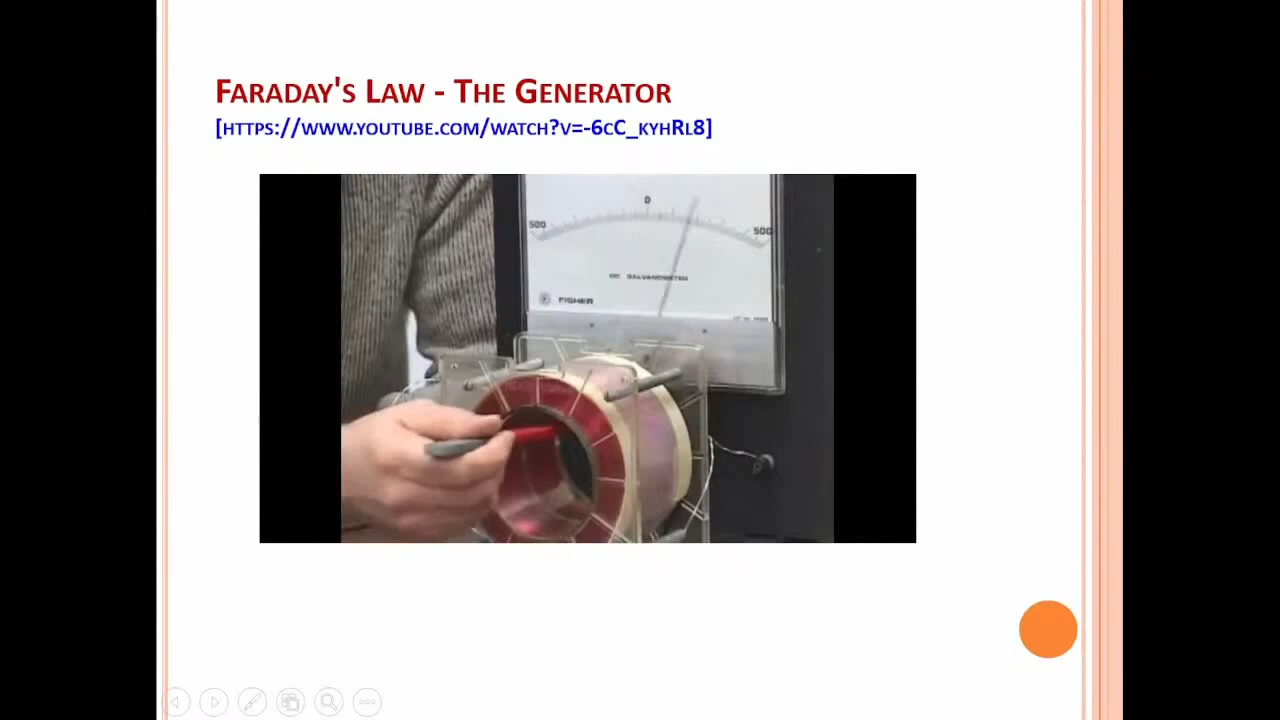 FARADAY'S LAW - THE GENERATOR
[HTTPS://WWW.YOUTUBE.COM/WATCH?V=-6CC_KYHRL8]
0
500
500
DC GALVANOMETER
FISHER